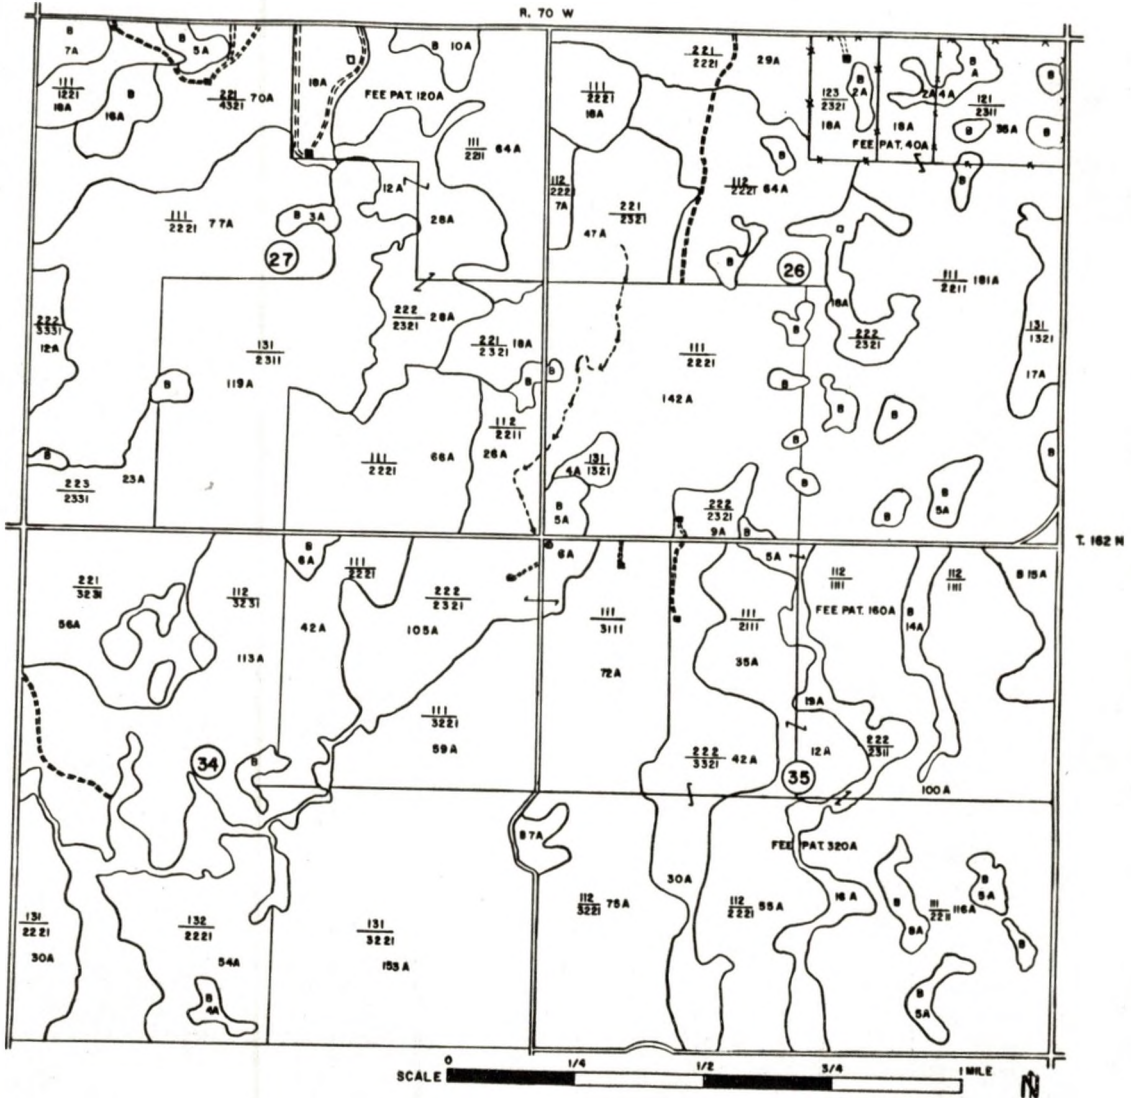 R. 70 W
B
7A
B
5A
111
1221
18A
B
16A
221
4321
70A
18A
B 10A
FEE PAT. 120A
111
2211
64A
12A
28A
111
2221
77A
B 3A
27
222
3331
12A
222
2321
28A
221
2321
18A
131
2311
119A
B
B
223
2331
23A
111
2221
66A
112
2211
26A
B
B
111
2221
18A
221
2221
29A
112
2221
7A
221
2321
47A
112
2221
64A
B
B
26
123
2321
18A
B
2A
18A
2A
4A
B
A
121
2311
36A
B
B
B
FEE PAT. 40A
B
111
2211
181A
18A
222
2321
131
1321
17A
111
2221
142A
B
B
B
B
B
B
B
B
B
5A
131
1321
4A
B
5A
222
2321
9A
B
T. 162 N
221
3231
56A
112
3231
113A
B
6A
111
2221
42A
222
2321
105A
111
3221
59A
34
B
B
6A
111
3111
72A
5A
111
2111
35A
112
1111
FEE PAT. 160A
B
14A
112
1111
B 15A
19A
12A
222
2311
222
3321
42A
35
100A
131
2221
30A
132
2221
54A
B
4A
131
3221
153A
B 7A
112
3221
75A
30A
112
2221
55A
FEE PAT. 320A
16A
B
8A
111
2211
116A
B
5A
B
B
5A
SCALE
0
1/4
1/2
3/4
1 MILE
N